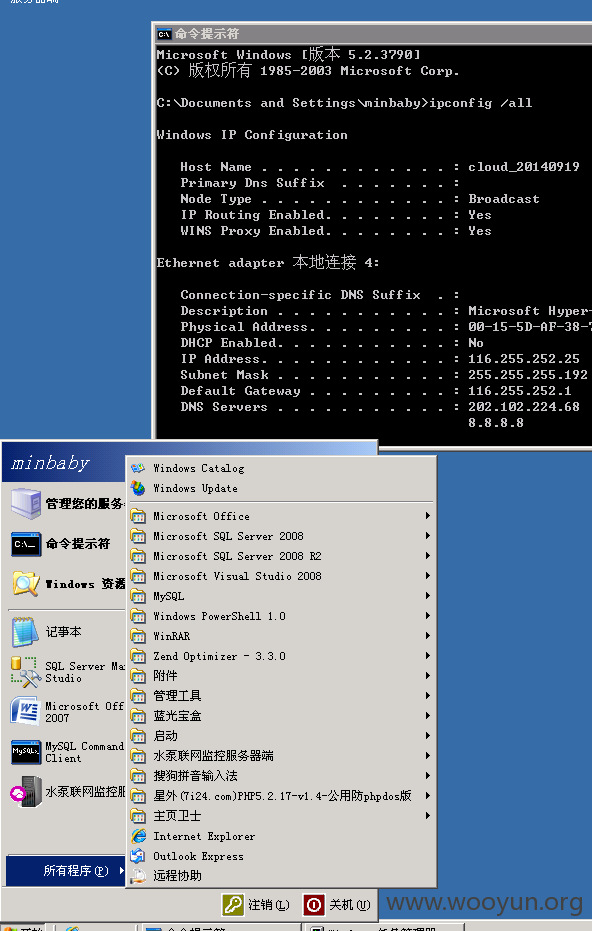 命令提示符
Microsoft Windows [版本 5.2.3790]
(C) 版权所有 1985-2003 Microsoft Corp.
C:\Documents and Settings\minbaby>ipconfig /all
Windows IP Configuration
Host Name . . . . . . . . . . . . : cloud_20140919
Primary Dns Suffix . . . . . . . :
Node Type . . . . . . . . . . . . : Broadcast
IP Routing Enabled. . . . . . . . : Yes
WINS Proxy Enabled. . . . . . . . : Yes
Ethernet adapter 本地连接 4:
Connection-specific DNS Suffix . :
Description . . . . . . . . . . . : Microsoft Hyper-
Physical Address. . . . . . . . . : 00-15-5D-AF-38-7
DHCP Enabled. . . . . . . . . . . : No
IP Address. . . . . . . . . . . . : 116.255.252.25
Subnet Mask . . . . . . . . . . . : 255.255.255.192
Default Gateway . . . . . . . . . : 116.255.252.1
DNS Servers . . . . . . . . . . . : 202.102.224.68
8.8.8.8
minbaby
管理您的服务
命令提示符
Windows 资源
记事本
SQL Server Ma
Studio
Microsoft Off
2007
MySQL Command
Client
水泵联网监控服
所有程序(P)
Windows Catalog
Windows Update
Microsoft Office
Microsoft SQL Server 2008
Microsoft SQL Server 2008 R2
Microsoft Visual Studio 2008
MySQL
Windows PowerShell 1.0
WinRAR
Zend Optimizer - 3.3.0
附件
管理工具
蓝光宝盒
启动
水泵联网监控服务器端
搜狗拼音输入法
星外(7i24.com)PHP5.2.17-v1.4-公用防phpdos版
主页卫士
Internet Explorer
Outlook Express
远程协助
注销(L)
关机(U)
www.wooyun.org